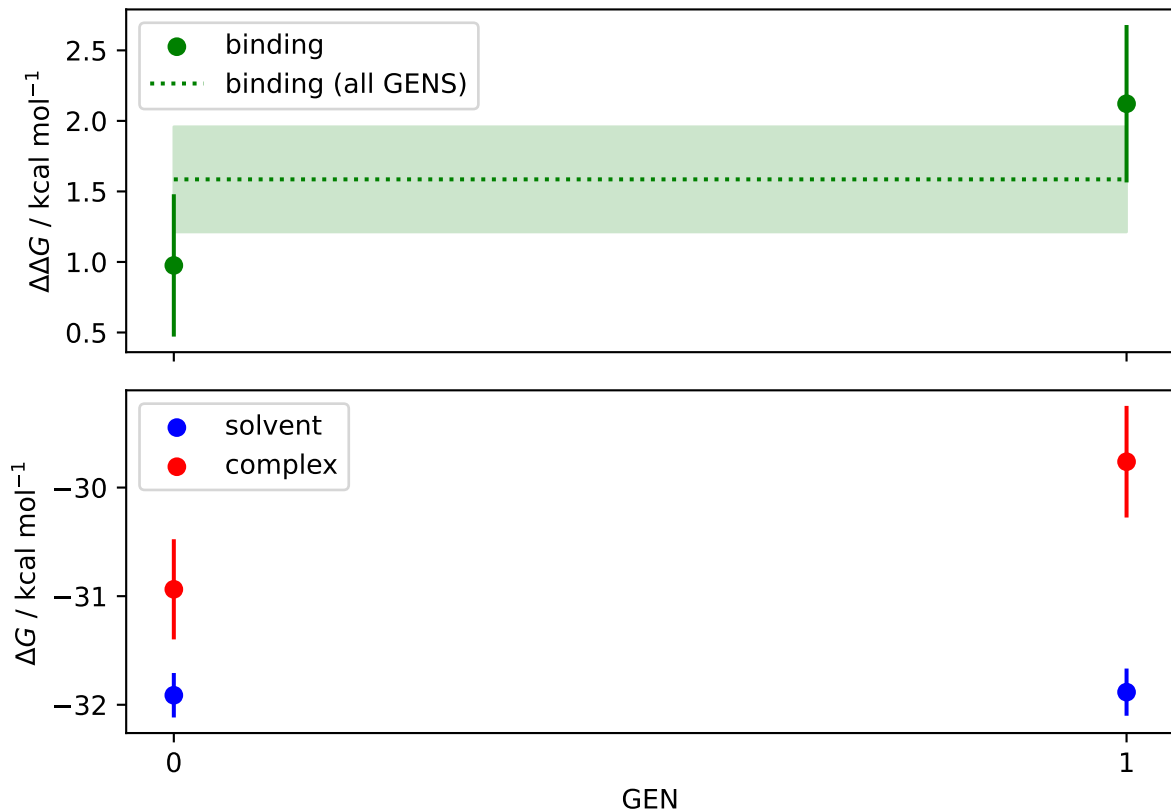 binding
binding (all GENS)
2.5
2.0
1.5
1.0
0.5
ΔΔG / kcal mol⁻¹
solvent
complex
−30
−31
−32
ΔG / kcal mol⁻¹
0
1
GEN